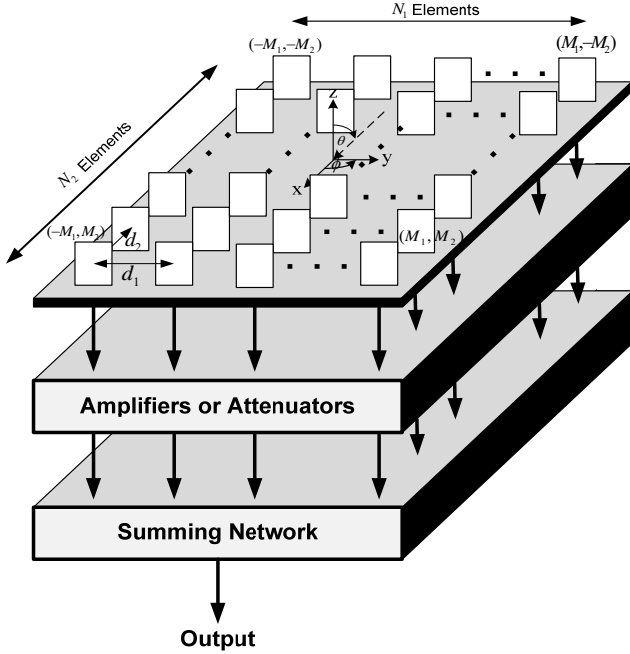 N₁ Elements
(−M₁,−M₂)
(M₁,−M₂)
z
θ
N₂ Elements
y
ϕ
x
(−M₁,M₂)
d₂
(M₁,M₂)
d₁
Amplifiers or Attenuators
Summing Network
Output